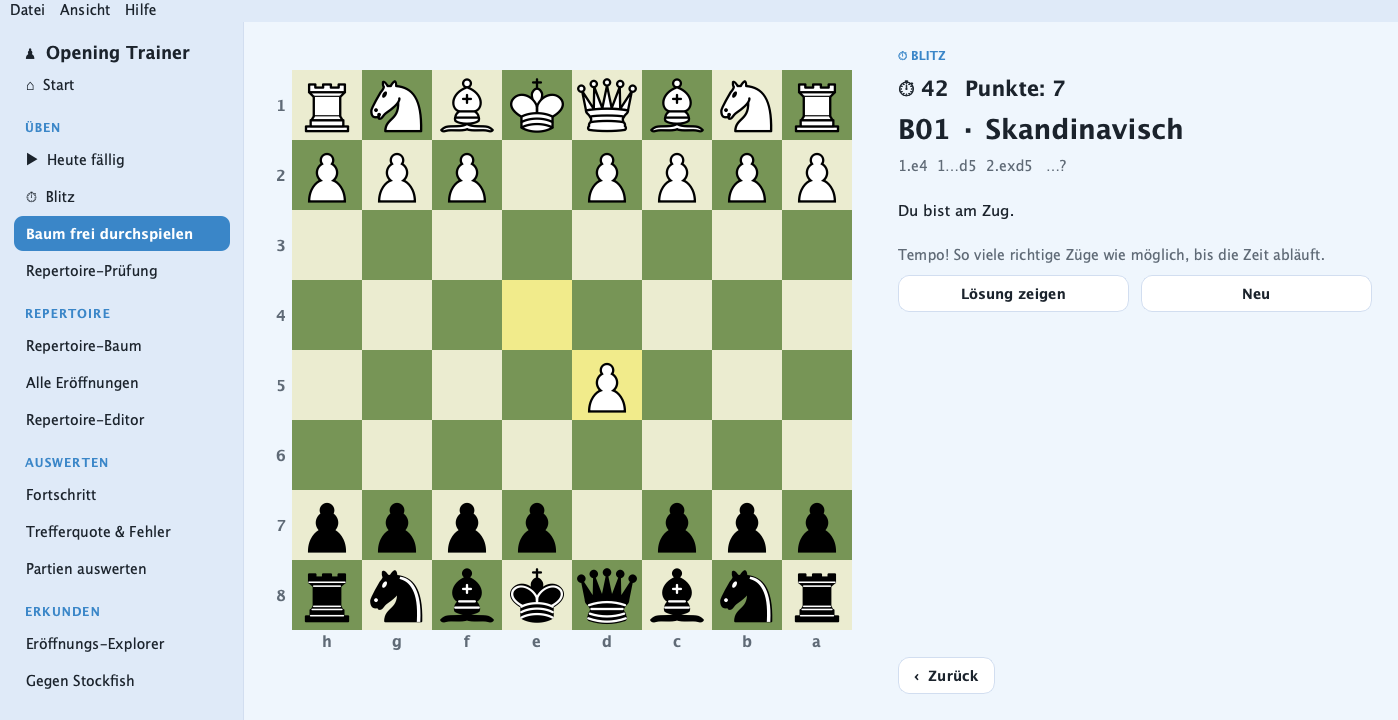 Datei Ansicht Hilfe
♟ Opening Trainer
⌂ Start
ÜBEN
▶ Heute fällig
⏱ Blitz
Baum frei durchspielen
Repertoire-Prüfung
REPERTOIRE
Repertoire-Baum
Alle Eröffnungen
Repertoire-Editor
AUSWERTEN
Fortschritt
Trefferquote & Fehler
Partien auswerten
ERKUNDEN
Eröffnungs-Explorer
Gegen Stockfish
1
2
3
4
5
6
7
8
h g f e d c b a
⏱ BLITZ
⏱ 42 Punkte: 7
B01 · Skandinavisch
1.e4 1...d5 2.exd5 ...?
Du bist am Zug.
Tempo! So viele richtige Züge wie möglich, bis die Zeit abläuft.
Lösung zeigen Neu
‹ Zurück